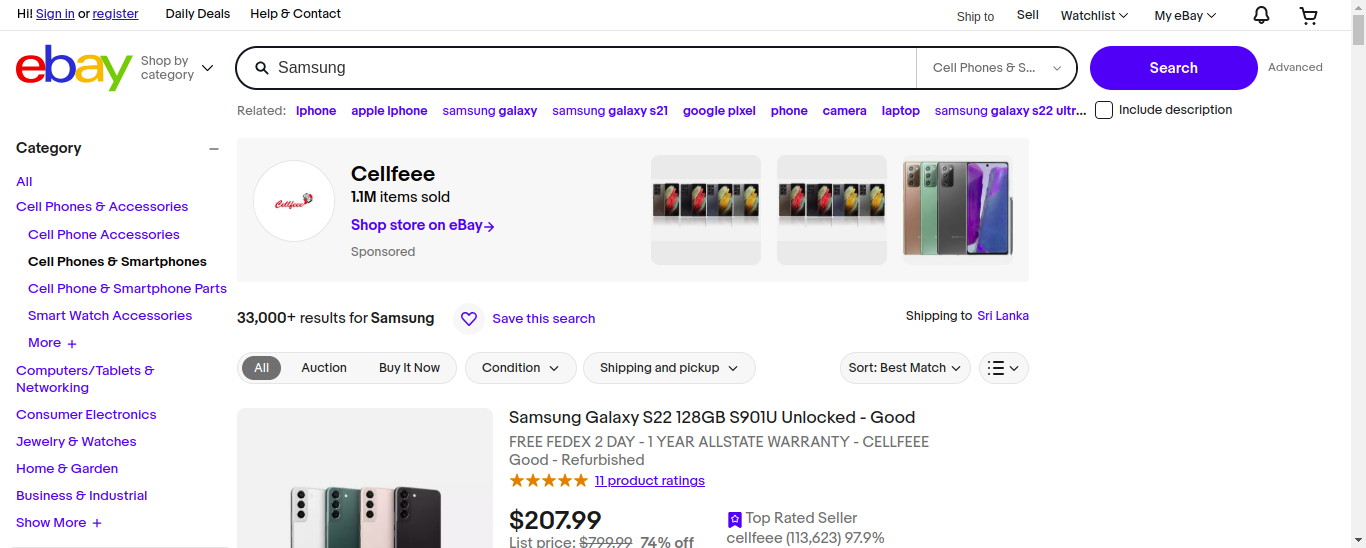 Hi! Sign in or register Daily Deals Help & Contact Ship to Sell Watchlist My eBay
ebay Shop by category Samsung Cell Phones & S... Search Advanced
Related: iphone apple iphone samsung galaxy samsung galaxy s21 google pixel phone camera laptop samsung galaxy s22 ultr... Include description
Category
All
Cell Phones & Accessories
Cell Phone Accessories
Cell Phones & Smartphones
Cell Phone & Smartphone Parts
Smart Watch Accessories
More
Computers/Tablets &
Networking
Consumer Electronics
Jewelry & Watches
Home & Garden
Business & Industrial
Show More
Cellfeee
Cellfeee
1.1M items sold
Shop store on eBay
Sponsored
33,000+ results for Samsung Save this search Shipping to Sri Lanka
All Auction Buy It Now Condition Shipping and pickup Sort: Best Match
Samsung Galaxy S22 128GB S901U Unlocked - Good
FREE FEDEX 2 DAY - 1 YEAR ALLSTATE WARRANTY - CELLFEEE
Good - Refurbished
11 product ratings
$207.99 Top Rated Seller
List price: $799.99 74% off cellfeee (113,623) 97.9%